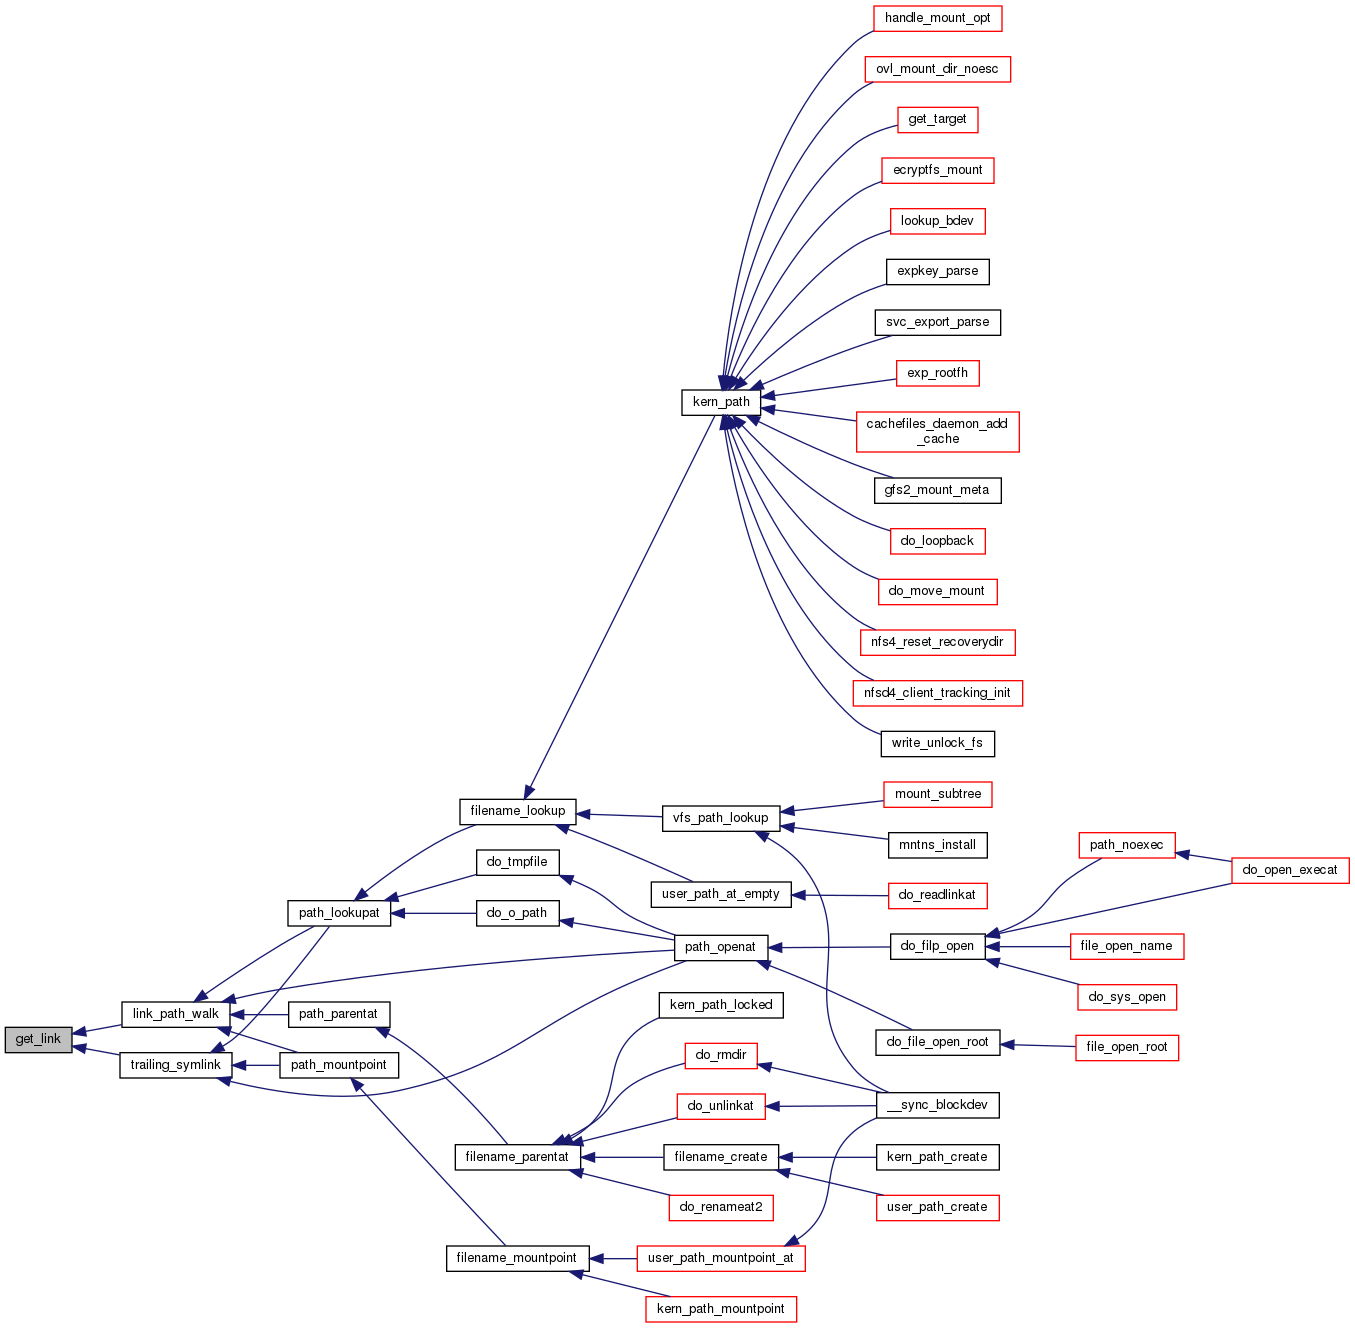 handle_mount_opt
ovl_mount_dir_noesc
get_target
ecryptfs_mount
lookup_bdev
expkey_parse
svc_export_parse
exp_rootfh
kern_path
cachefiles_daemon_add
_cache
gfs2_mount_meta
do_loopback
do_move_mount
nfs4_reset_recoverydir
nfsd4_client_tracking_init
write_unlock_fs
mount_subtree
filename_lookup
vfs_path_lookup
mntns_install
path_noexec
do_tmpfile
do_open_execat
user_path_at_empty
do_readlinkat
path_lookupat
do_o_path
path_openat
do_filp_open
file_open_name
do_sys_open
kern_path_locked
link_path_walk
path_parentat
get_link
do_file_open_root
file_open_root
do_rmdir
trailing_symlink
path_mountpoint
do_unlinkat
__sync_blockdev
filename_parentat
filename_create
kern_path_create
do_renameat2
user_path_create
filename_mountpoint
user_path_mountpoint_at
kern_path_mountpoint